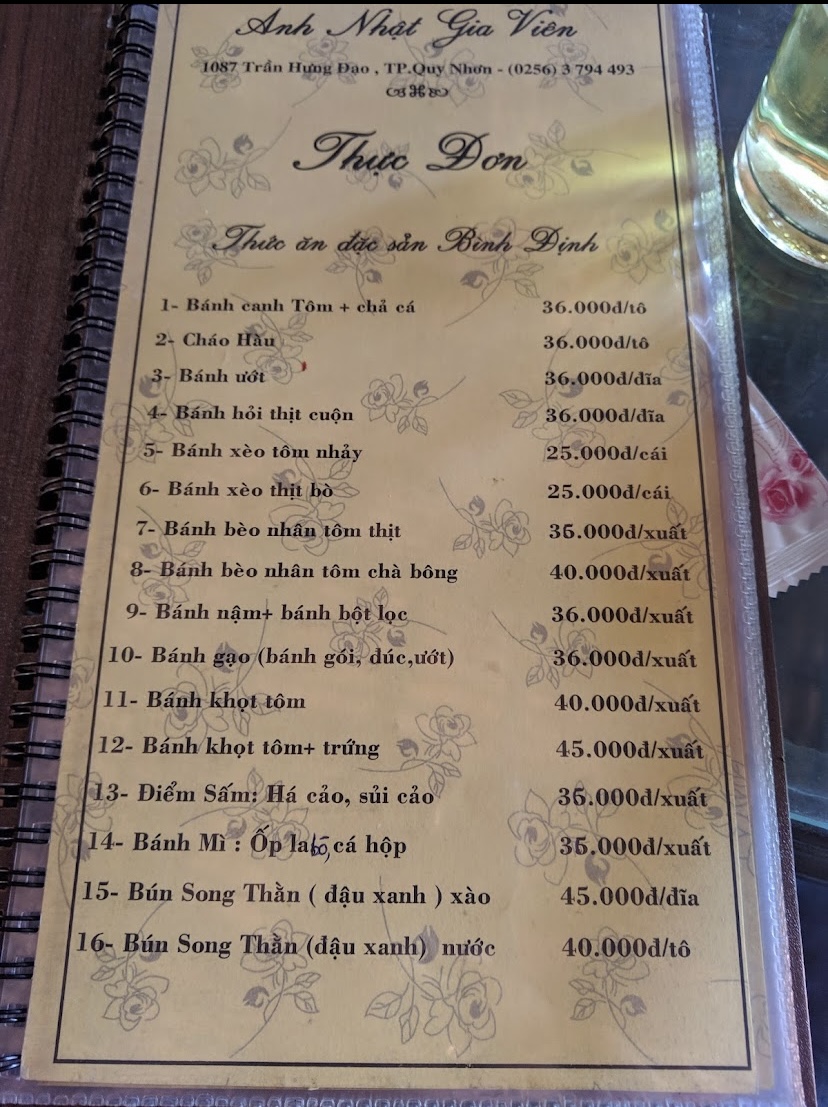 Anh Nhật Gia Viên
1087 Trần Hưng Đạo , TP.Quy Nhơn - (0256) 3 794 493
Thực Đơn
Thức ăn đặc sản Bình Định
1- Bánh canh Tôm + chả cá 36.000đ/tô
2- Cháo Hàu 36.000đ/tô
3- Bánh ướt 36.000đ/đĩa
4- Bánh hỏi thịt cuộn 36.000đ/đĩa
5- Bánh xèo tôm nhảy 25.000đ/cái
6- Bánh xèo thịt bò 25.000đ/cái
7- Bánh bèo nhân tôm thịt 36.000đ/xuất
8- Bánh bèo nhân tôm chà bông 40.000đ/xuất
9- Bánh nậm+ bánh bột lọc 36.000đ/xuất
10- Bánh gạo (bánh gói, đúc,ướt) 36.000đ/xuất
11- Bánh khọt tôm 40.000đ/xuất
12- Bánh khọt tôm+ trứng 45.000đ/xuất
13- Điểm Sấm: Há cảo, sủi cảo 36.000đ/xuất
14- Bánh Mì : Ốp la, cá hộp 36.000đ/xuất
15- Bún Song Thằn ( đậu xanh ) xào 45.000đ/đĩa
16- Bún Song Thằn (đậu xanh) nước 40.000đ/tô